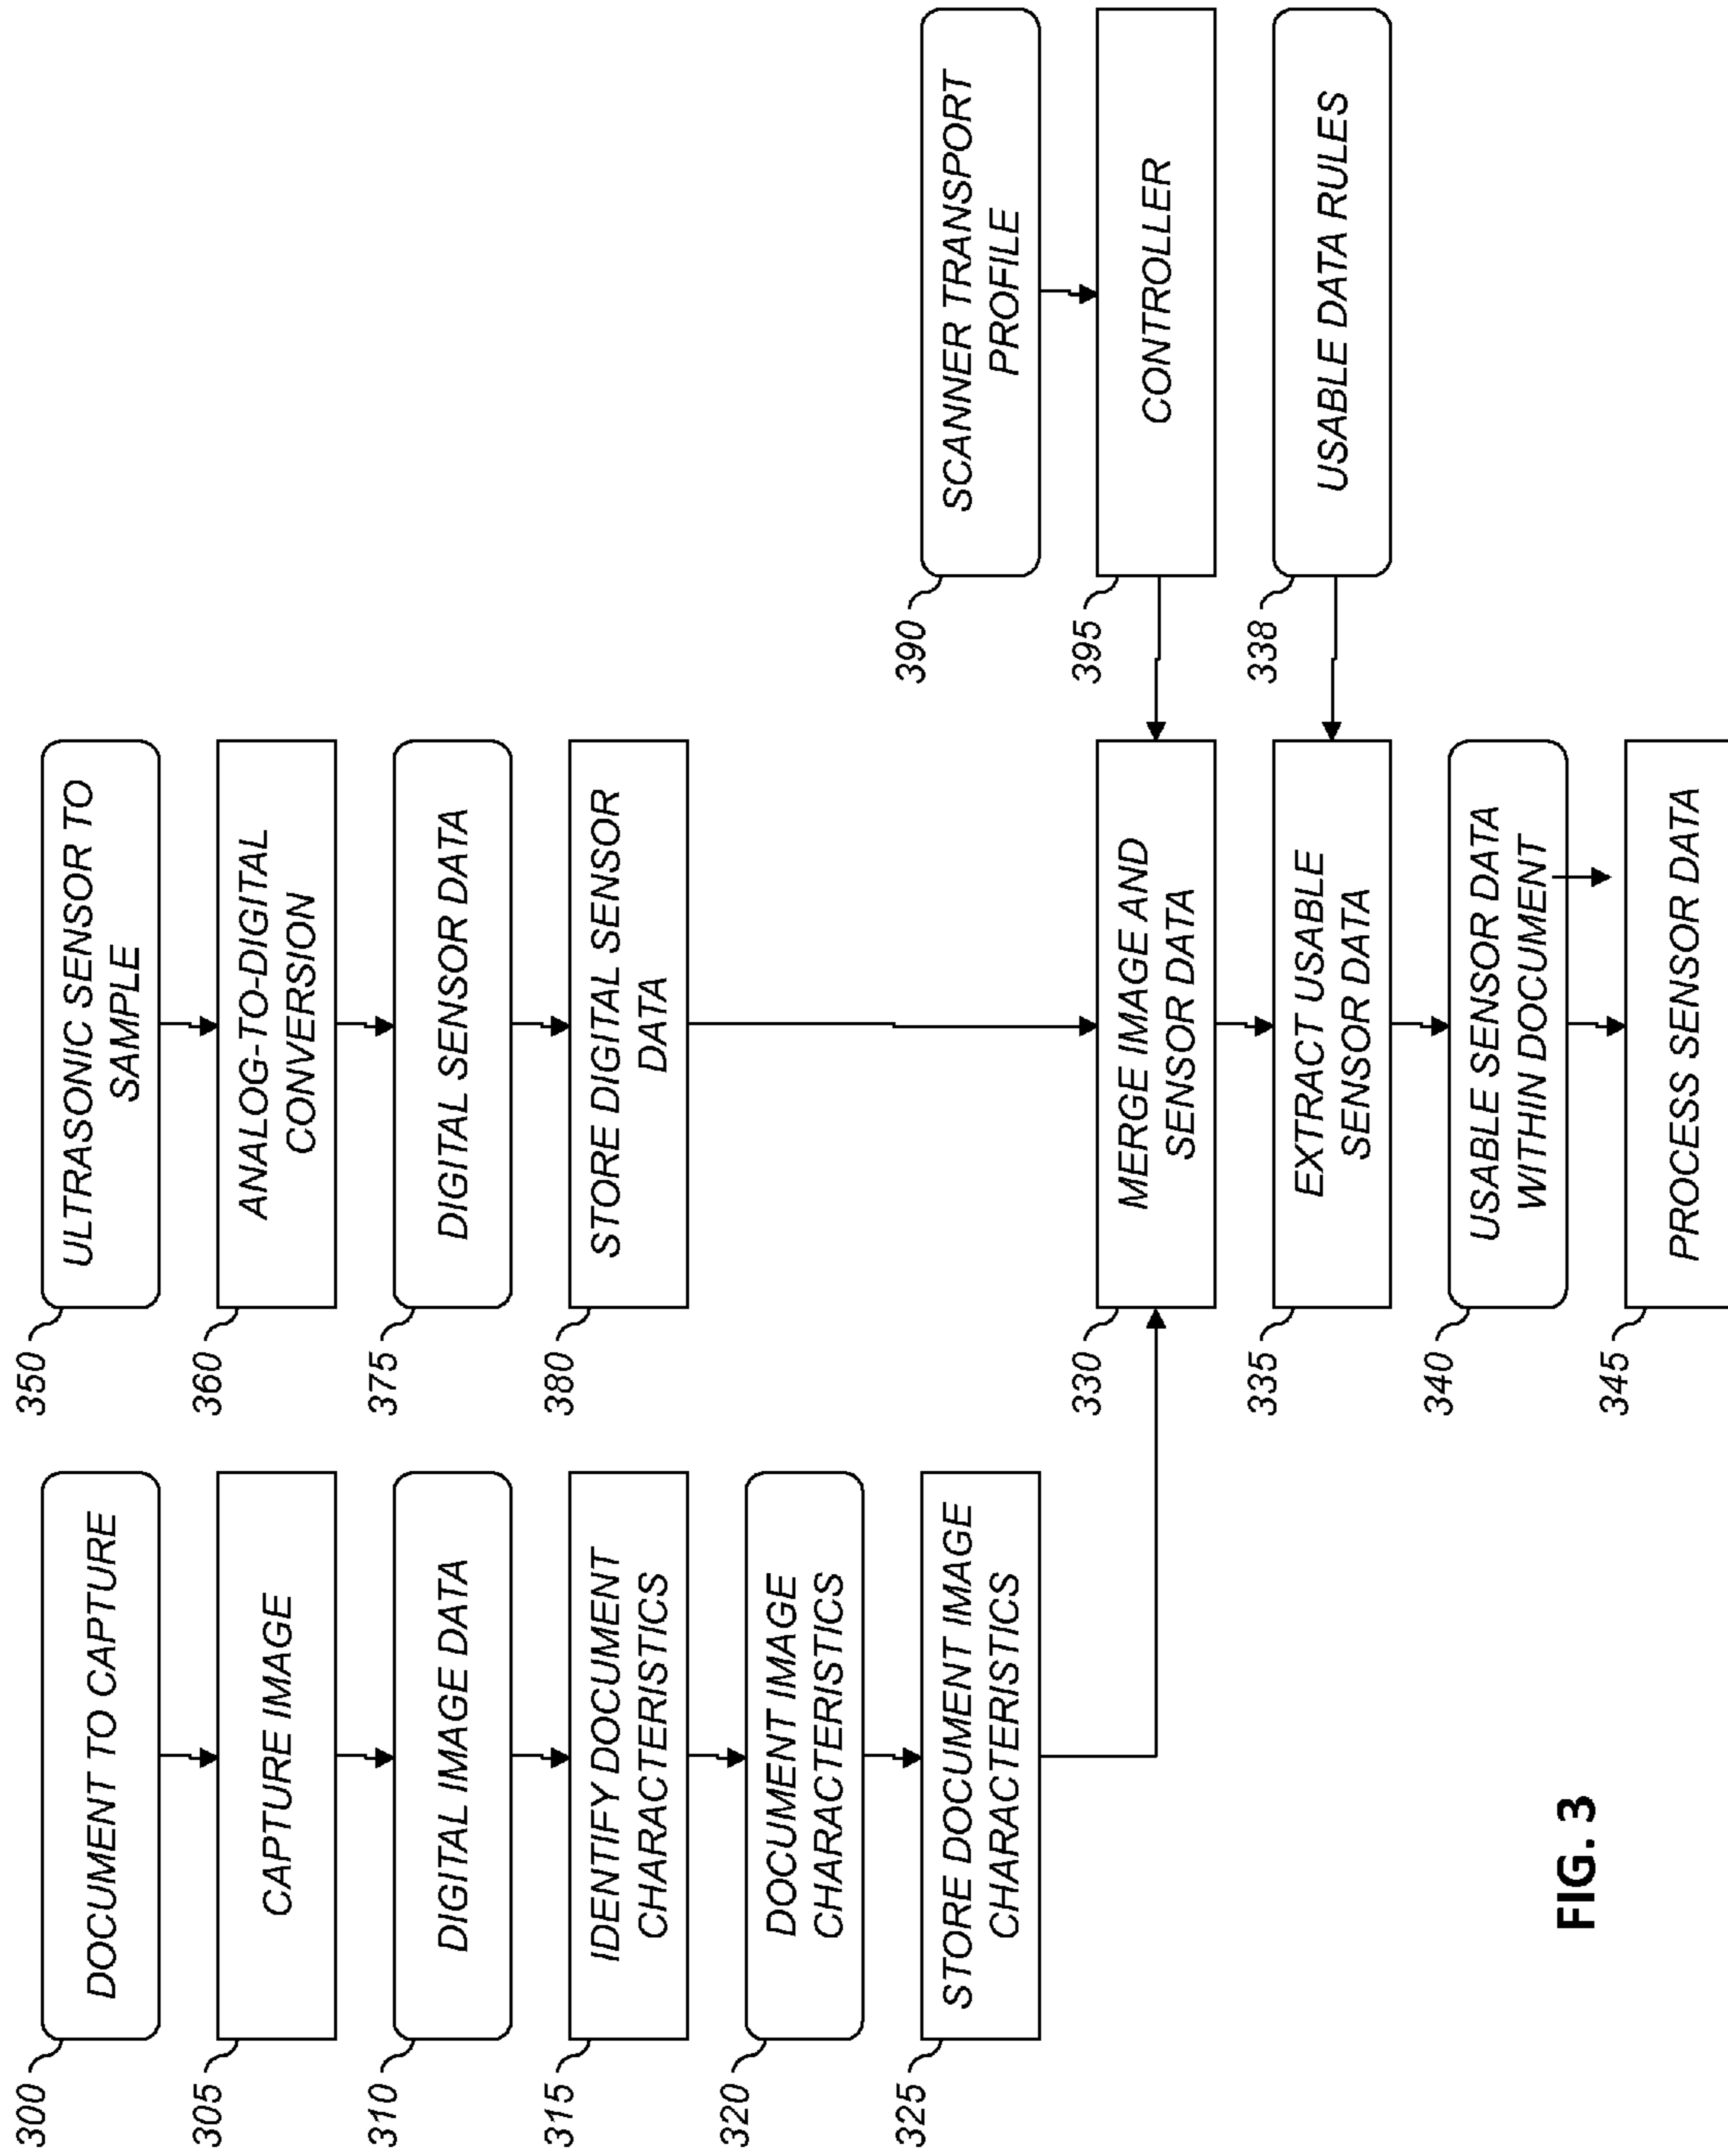 300
DOCUMENT TO CAPTURE
305
CAPTURE IMAGE
310
DIGITAL IMAGE DATA
315
IDENTIFY DOCUMENT
CHARACTERISTICS
320
DOCUMENT IMAGE
CHARACTERISTICS
325
STORE DOCUMENT IMAGE
CHARACTERISTICS
350
ULTRASONIC SENSOR TO
SAMPLE
360
ANALOG-TO-DIGITAL
CONVERSION
375
DIGITAL SENSOR DATA
380
STORE DIGITAL SENSOR
DATA
330
MERGE IMAGE AND
SENSOR DATA
335
EXTRACT USABLE
SENSOR DATA
340
USABLE SENSOR DATA
WITHIN DOCUMENT
345
PROCESS SENSOR DATA
390
SCANNER TRANSPORT
PROFILE
395
CONTROLLER
338
USABLE DATA RULES
FIG. 3